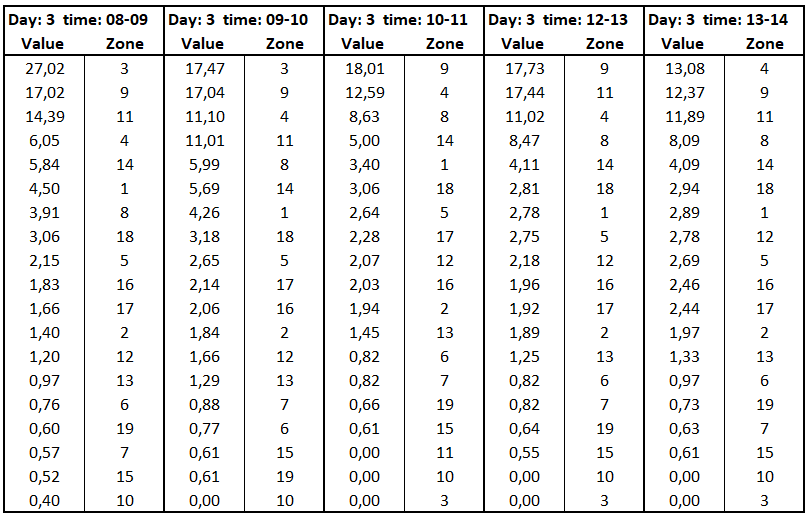 Day: 3 time: 08-09 Day: 3 time: 09-10 Day: 3 time: 10-11 Day: 3 time: 12-13 Day: 3 time: 13-14
Value Zone Value Zone Value Zone Value Zone Value Zone
27,02 3 17,47 3 18,01 9 17,73 9 13,08 4
17,02 9 17,04 9 12,59 4 17,44 11 12,37 9
14,39 11 11,10 4 8,63 8 11,02 4 11,89 11
6,05 4 11,01 11 5,00 14 8,47 8 8,09 8
5,84 14 5,99 8 3,40 1 4,11 14 4,09 14
4,50 1 5,69 14 3,06 18 2,81 18 2,94 18
3,91 8 4,26 1 2,64 5 2,78 1 2,89 1
3,06 18 3,18 18 2,28 17 2,75 5 2,78 12
2,15 5 2,65 5 2,07 12 2,18 12 2,69 5
1,83 16 2,14 17 2,03 16 1,96 16 2,46 16
1,66 17 2,06 16 1,94 2 1,92 17 2,44 17
1,40 2 1,84 2 1,45 13 1,89 2 1,97 2
1,20 12 1,66 12 0,82 6 1,25 13 1,33 13
0,97 13 1,29 13 0,82 7 0,82 6 0,97 6
0,76 6 0,88 7 0,66 19 0,82 7 0,73 19
0,60 19 0,77 6 0,61 15 0,64 19 0,63 7
0,57 7 0,61 15 0,00 11 0,55 15 0,61 15
0,52 15 0,61 19 0,00 10 0,00 10 0,00 10
0,40 10 0,00 10 0,00 3 0,00 3 0,00 3